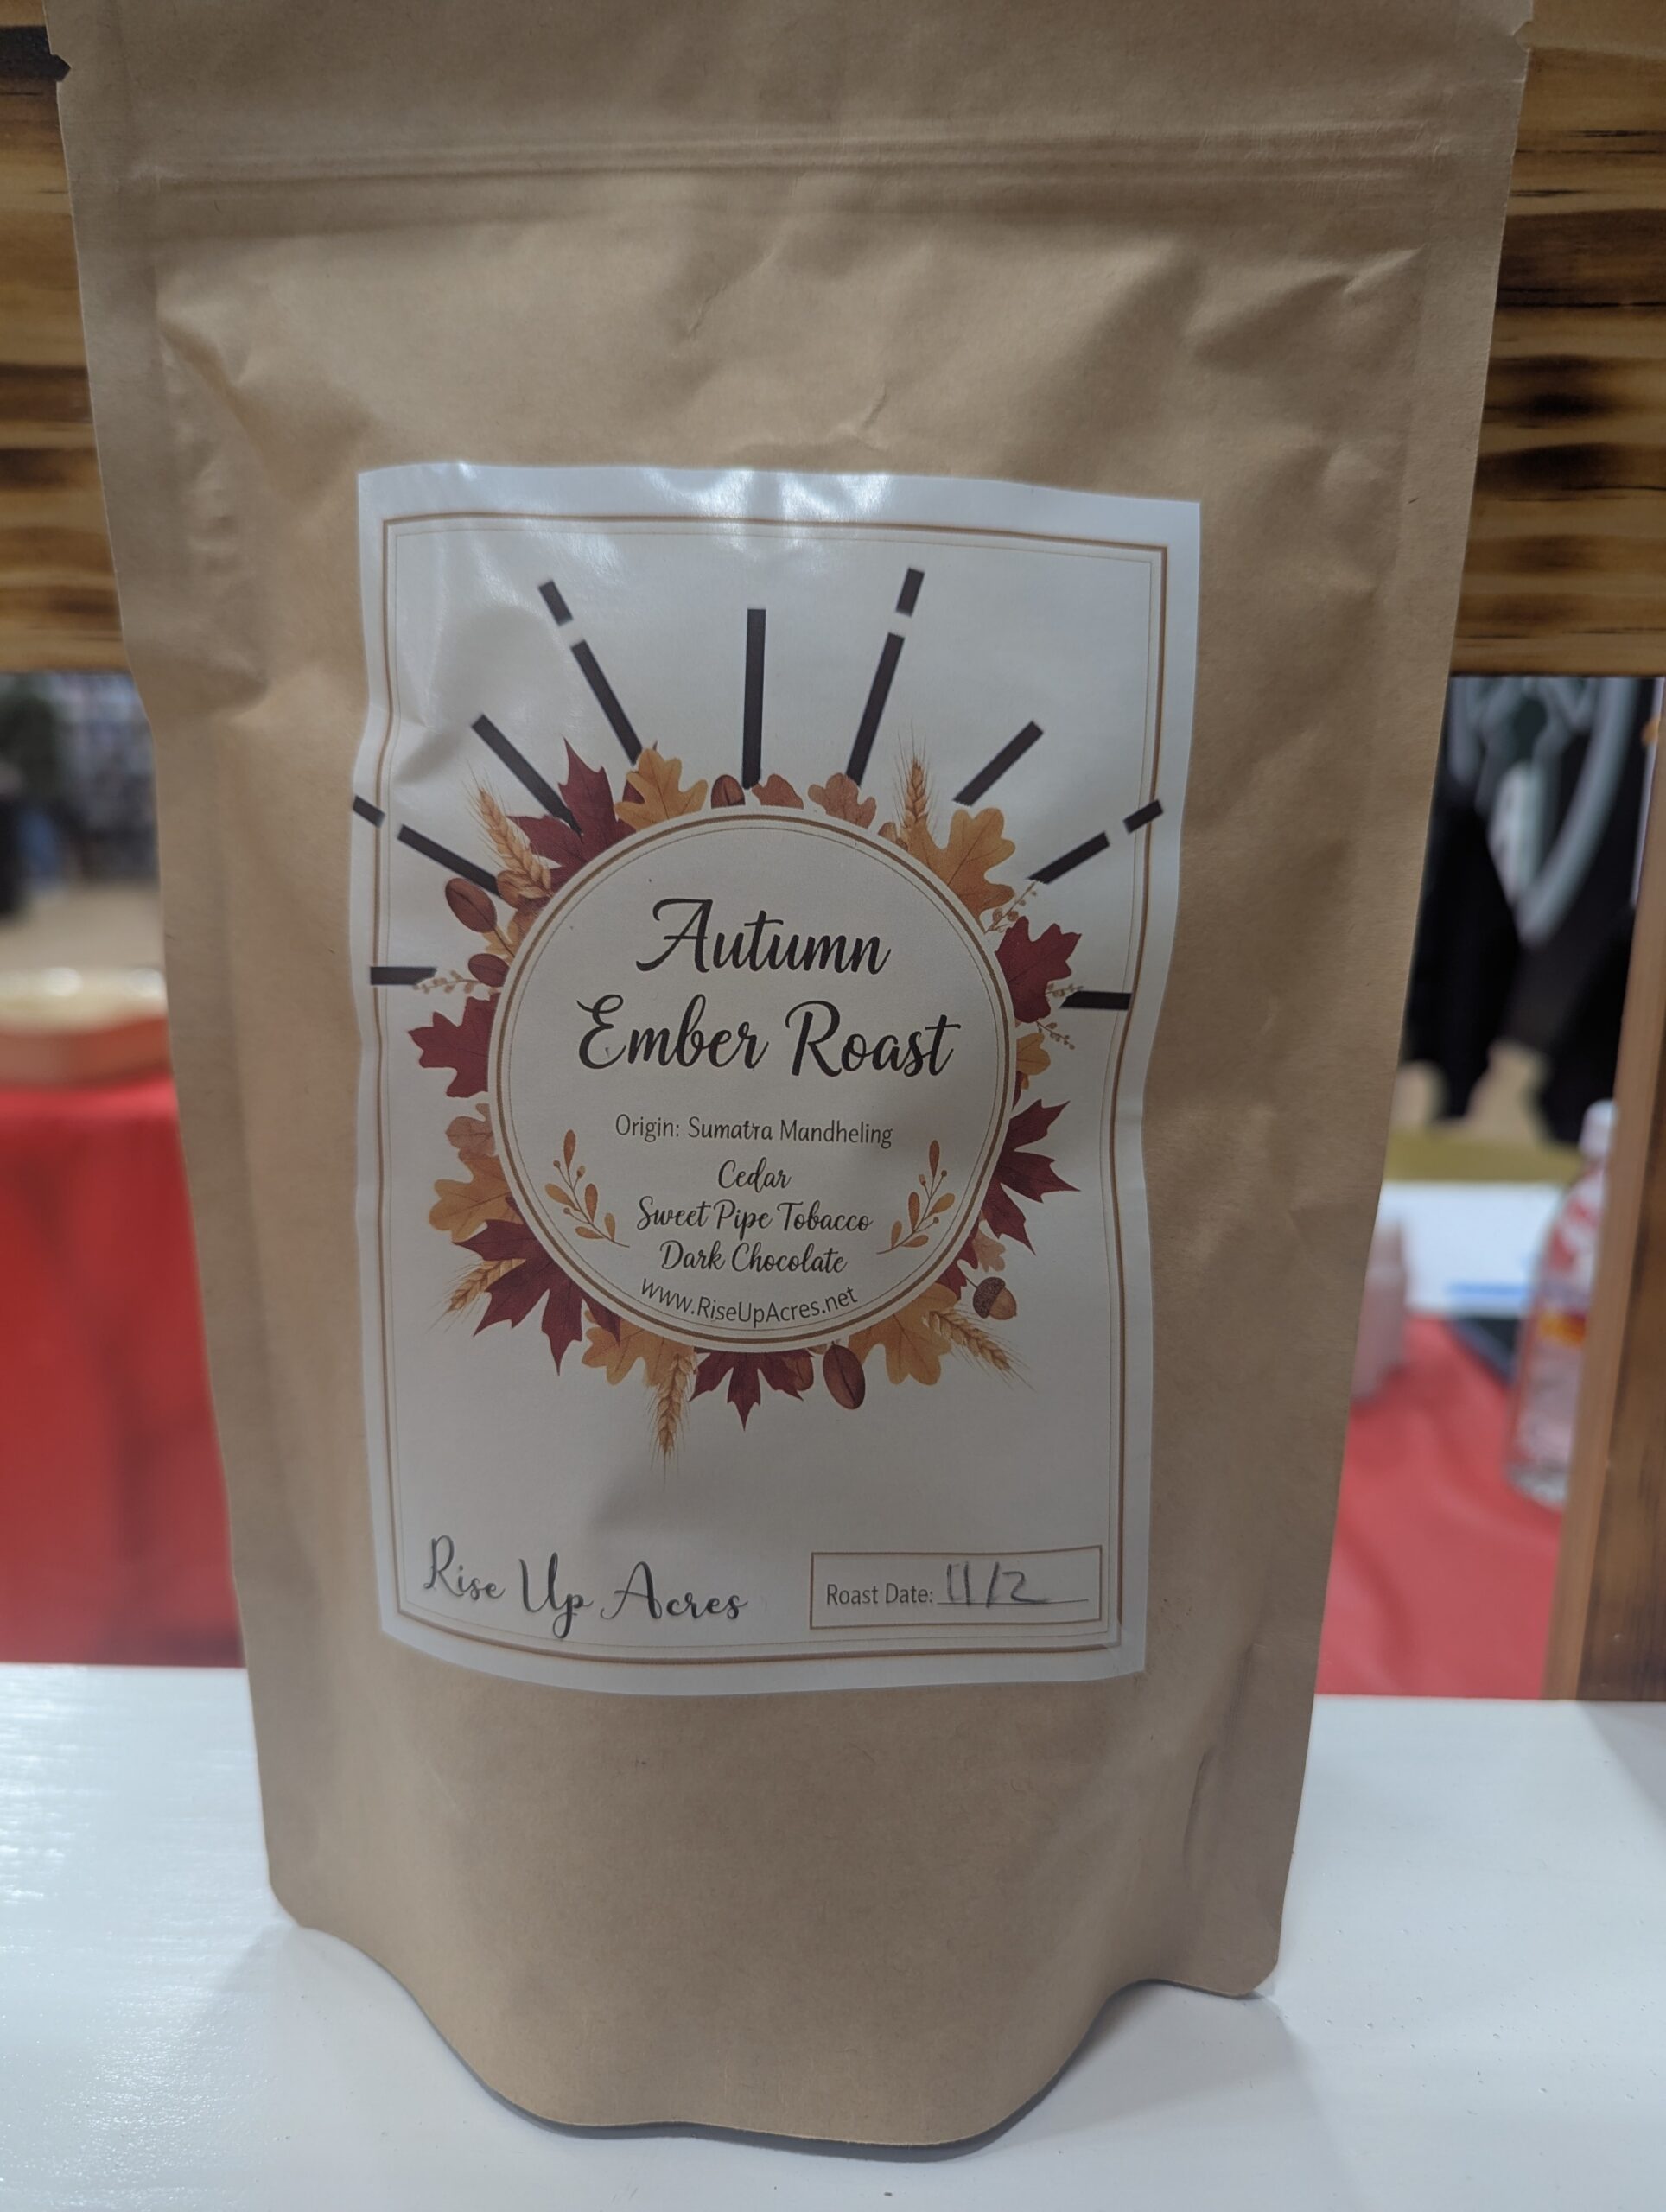 Autumn
Ember Roast
Origin: Sumatra Mandheling
Cedar
Sweet Pipe Tobacco
Dark Chocolate
www.RiseUpAcres.net
Rise Up Acres
Roast Date: 11/2